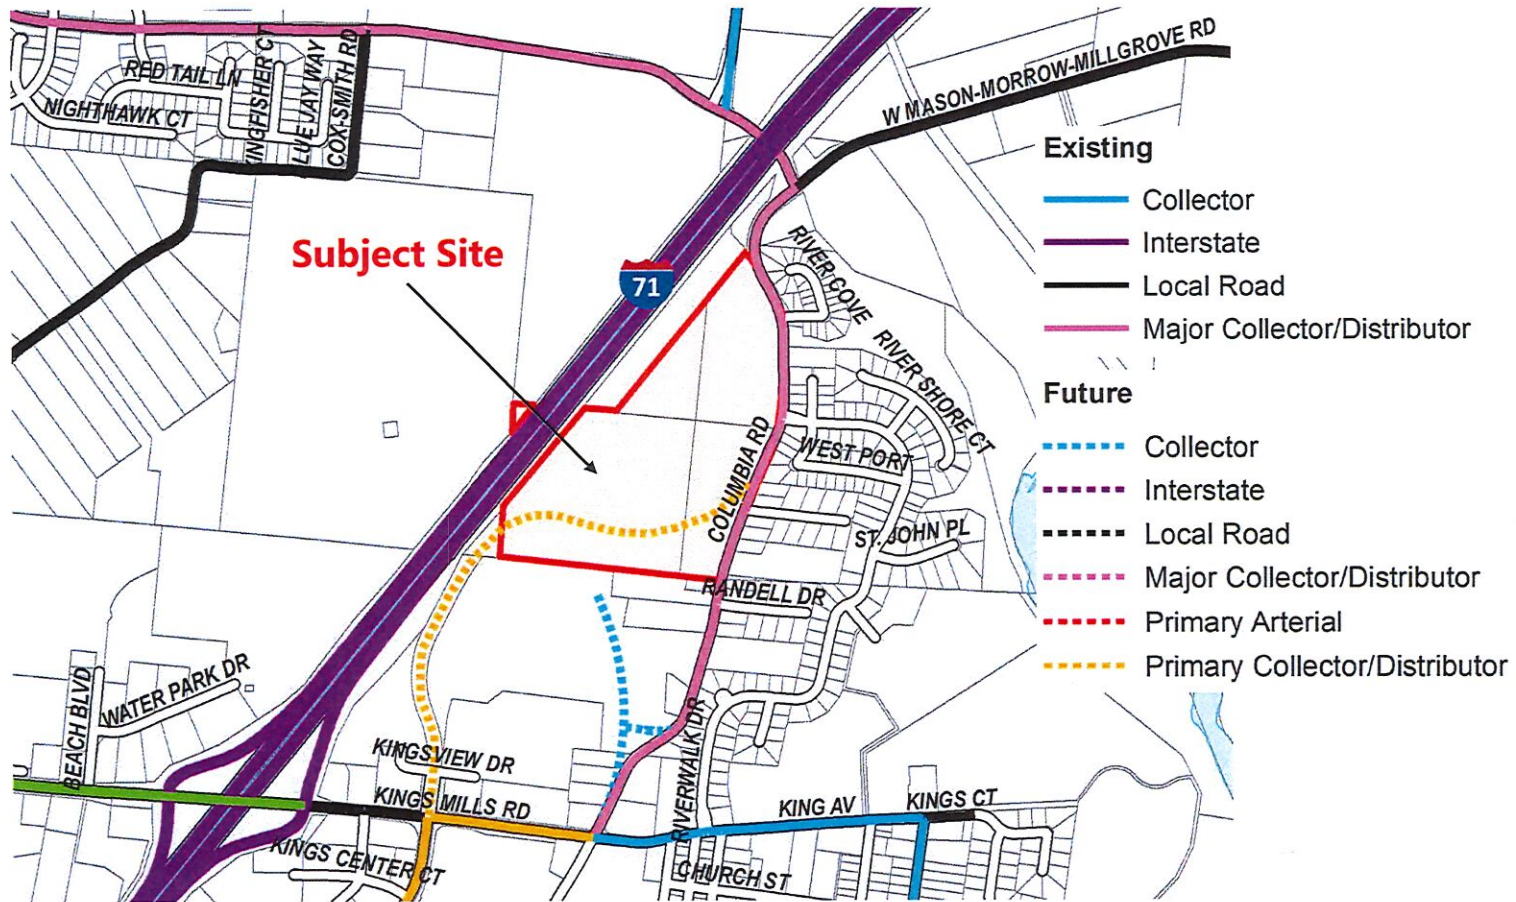 W MASON-MORROW-MILLGROVE RD
RED TAIL LN
KINGFISHER CT
LUE JAY WAY
COX-SMITH RD
NIGHTHAWK CT
Subject Site
71
RIVER COVE
RIVER SHORE CT
COLUMBIA RD
WEST PORT
ST JOHN PL
RANDELL DR
BEACH BLVD
WATER PARK DR
KINGSVIEW DR
KINGS MILLS RD
RIVERWALK DR
KING AV
KINGS CT
KINGS CENTER CT
CHURCH ST
Existing
Collector
Interstate
Local Road
Major Collector/Distributor
Future
Collector
Interstate
Local Road
Major Collector/Distributor
Primary Arterial
Primary Collector/Distributor